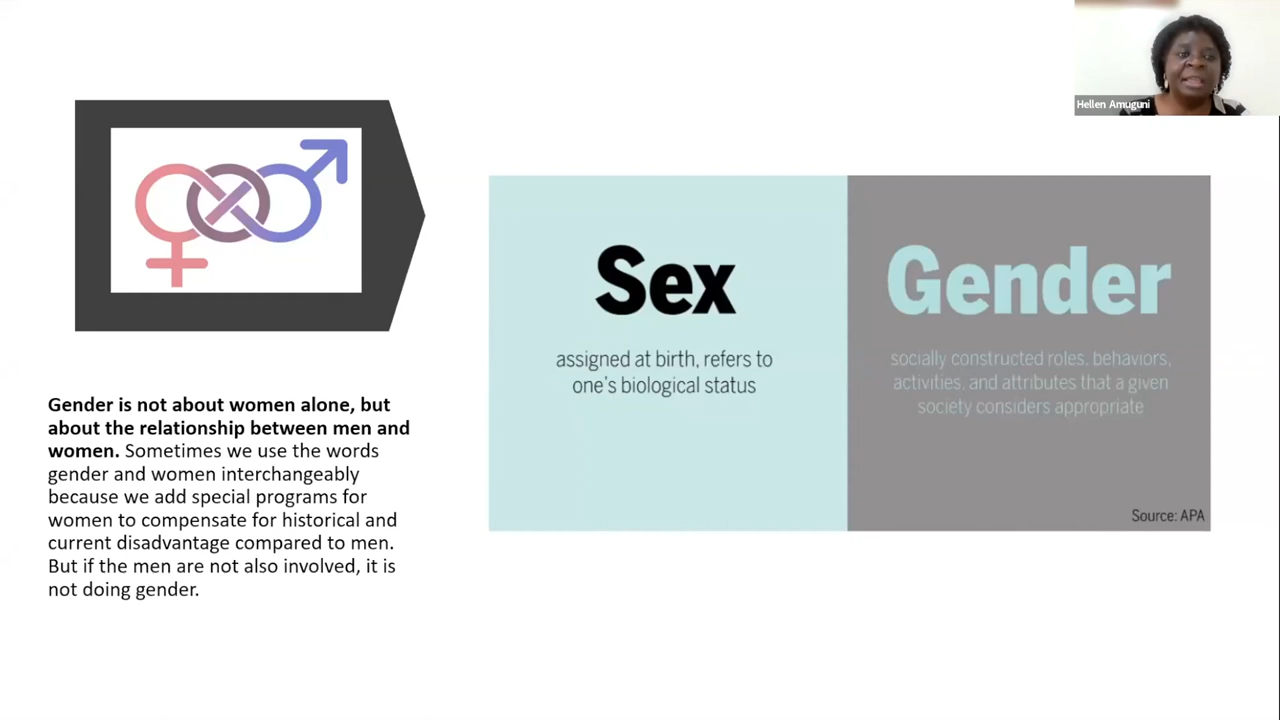 Hellen Amuguni
Sex
assigned at birth, refers to
one's biological status
Gender
socially constructed roles, behaviors,
activities, and attributes that a given
society considers appropriate
Source: APA
Gender is not about women alone, but
about the relationship between men and
women. Sometimes we use the words
gender and women interchangeably
because we add special programs for
women to compensate for historical and
current disadvantage compared to men.
But if the men are not also involved, it is
not doing gender.